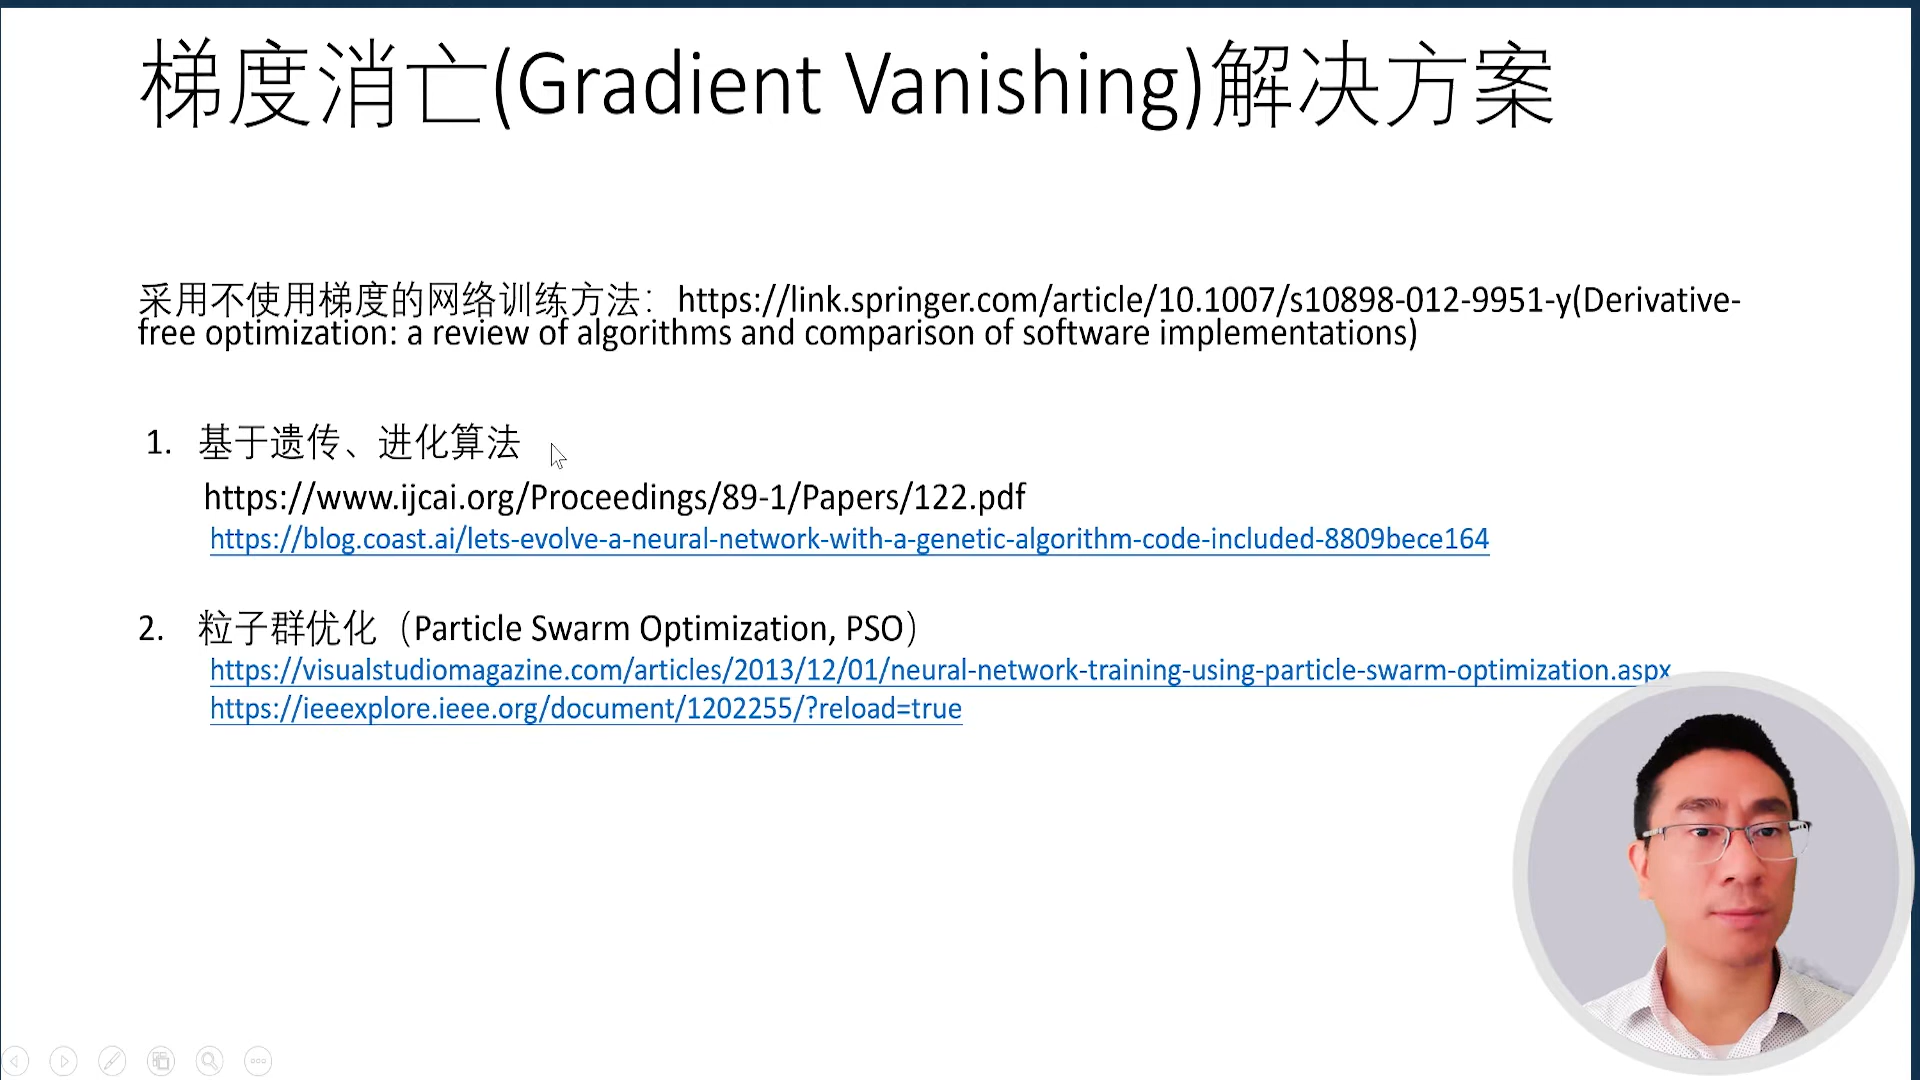 梯度消亡(Gradient Vanishing)解决方案
采用不使用梯度的网络训练方法：https://link.springer.com/article/10.1007/s10898-012-9951-y(Derivative-
free optimization: a review of algorithms and comparison of software implementations)
1. 基于遗传、进化算法
https://www.ijcai.org/Proceedings/89-1/Papers/122.pdf
https://blog.coast.ai/lets-evolve-a-neural-network-with-a-genetic-algorithm-code-included-8809bece164
2. 粒子群优化（Particle Swarm Optimization, PSO）
https://visualstudiomagazine.com/articles/2013/12/01/neural-network-training-using-particle-swarm-optimization.aspx
https://ieeexplore.ieee.org/document/1202255/?reload=true